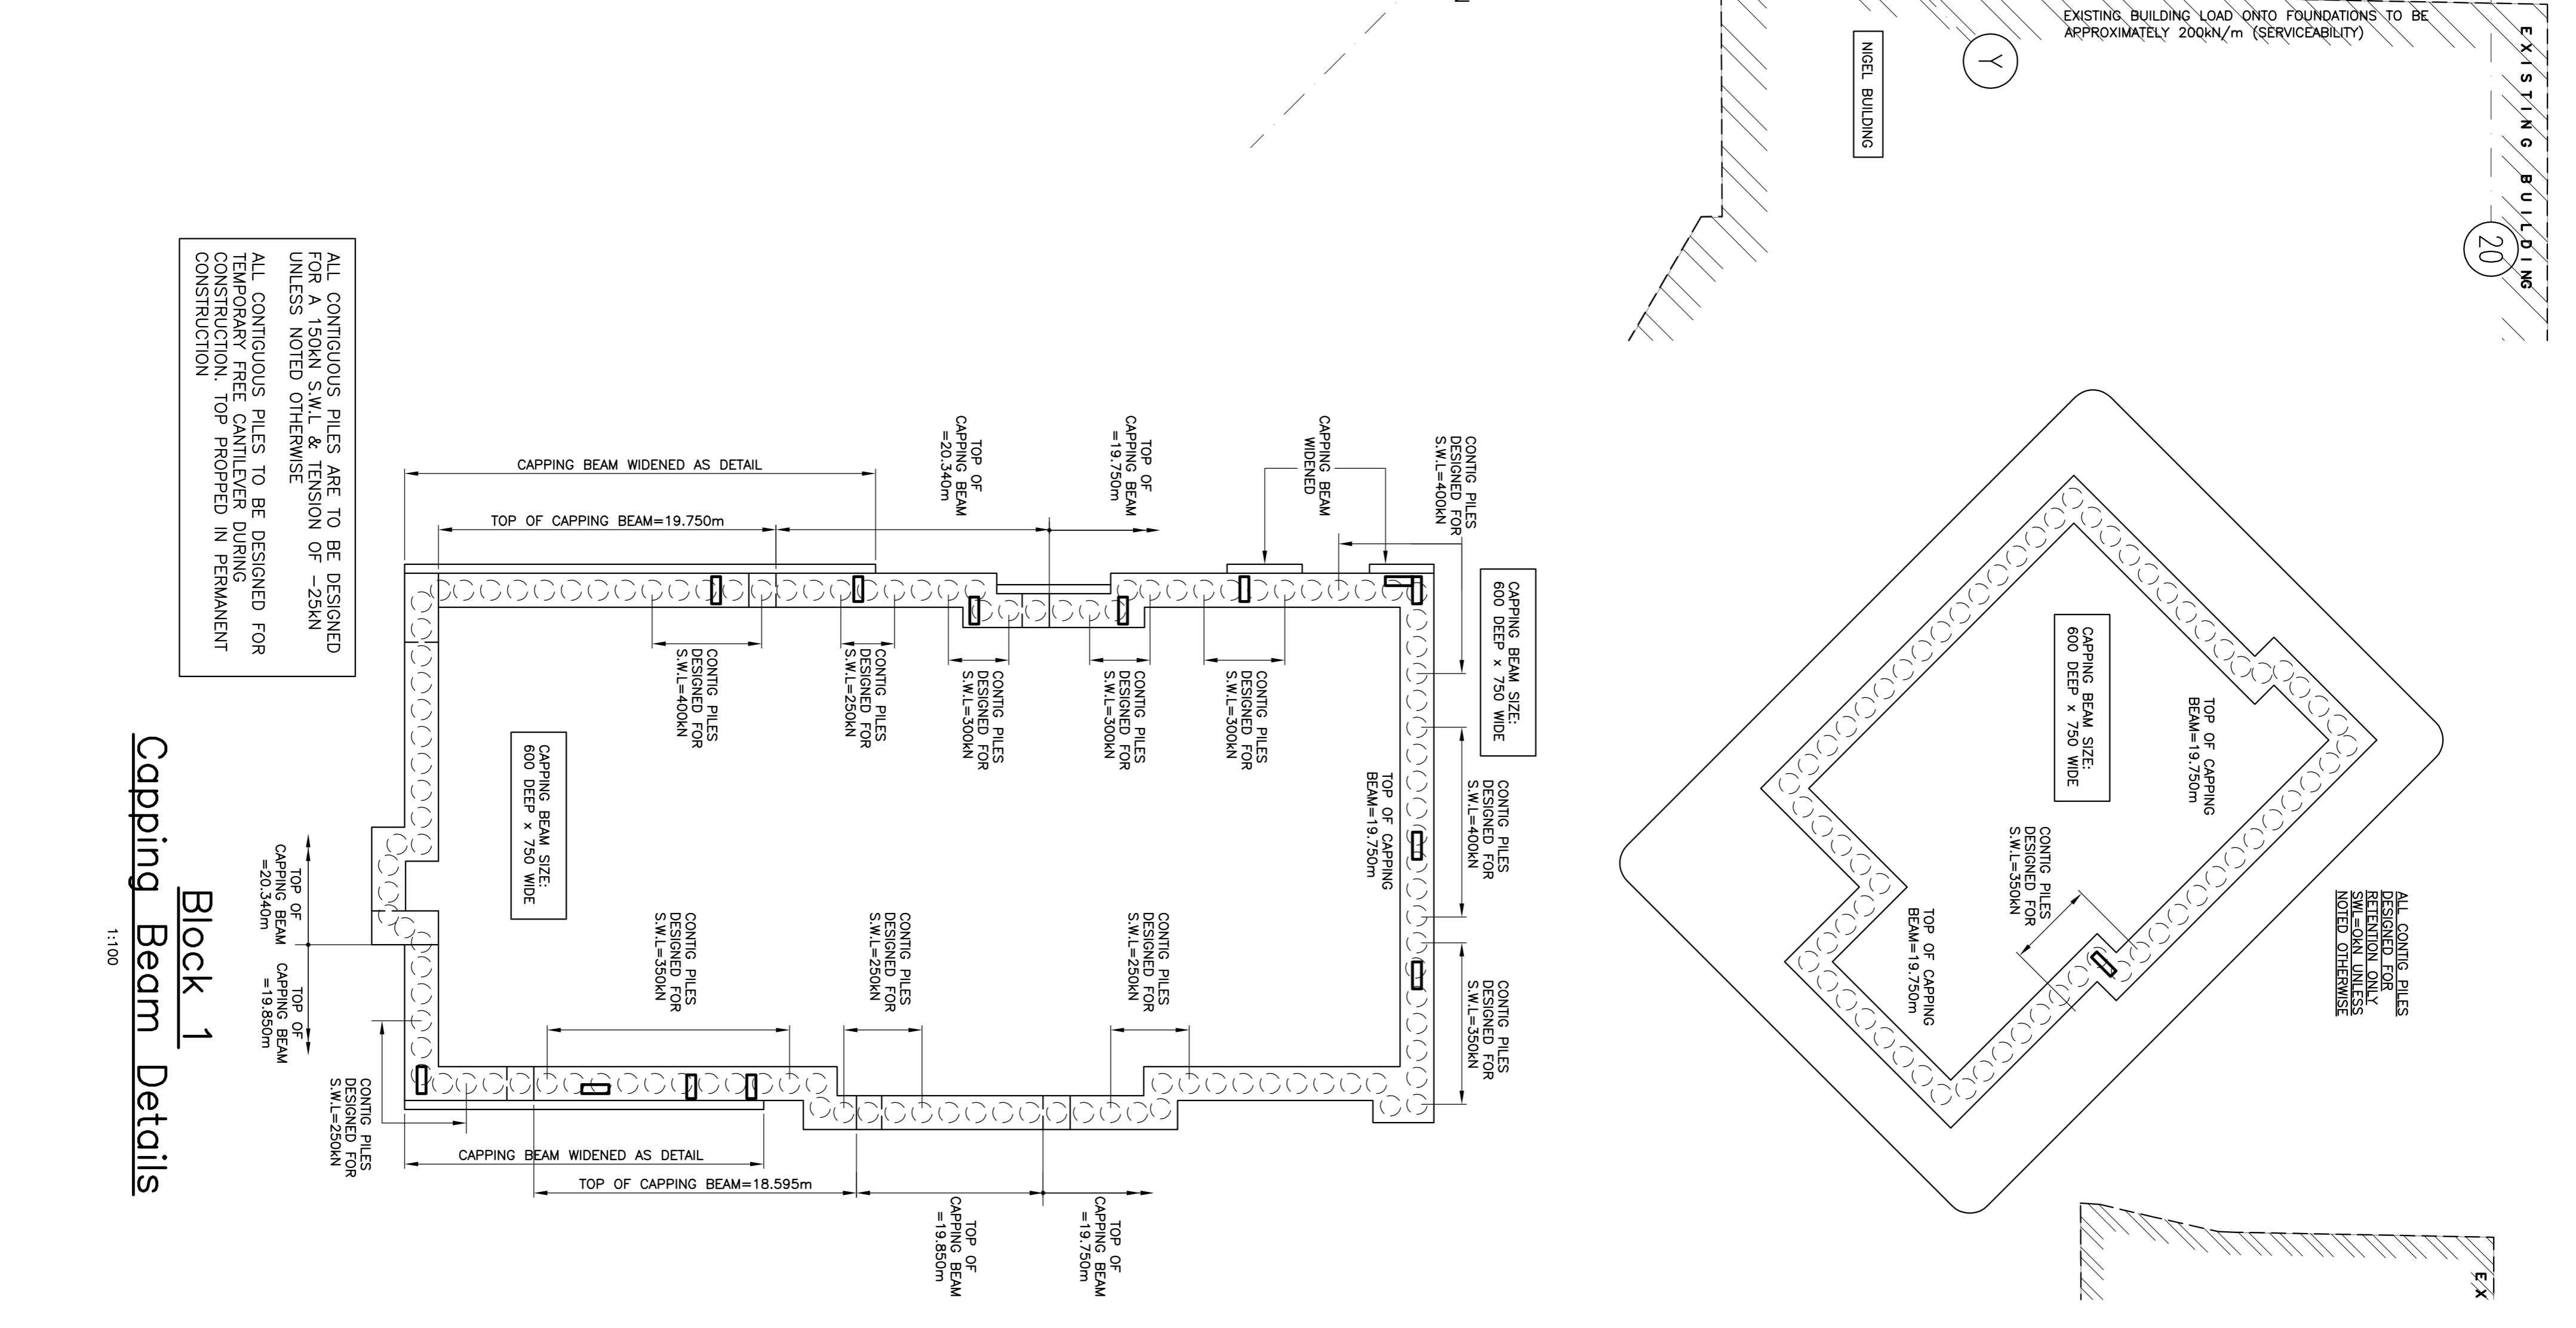 EXISTING BUILDING LOAD ONTO FOUNDATIONS TO BE
APPROXIMATELY 200kN/m (SERVICEABILITY)
EXISTING BUILDING
20
Y
NIGEL BUILDING
ALL CONTIGUOUS PILES ARE TO BE DESIGNED
FOR A 150kN S.W.L & TENSION OF -25kN
UNLESS NOTED OTHERWISE
ALL CONTIGUOUS PILES TO BE DESIGNED FOR
TEMPORARY FREE CANTILEVER DURING
CONSTRUCTION. TOP PROPPED IN PERMANENT
CONSTRUCTION
CAPPING BEAM WIDENED AS DETAIL
TOP OF CAPPING BEAM=19.750m
TOP OF
CAPPING BEAM
=20.340m
TOP OF
CAPPING BEAM
=19.750m
CAPPING BEAM
WIDENED
CONTIG PILES
DESIGNED FOR
S.W.L=400kN
CAPPING BEAM SIZE:
600 DEEP x 750 WIDE
CONTIG PILES
DESIGNED FOR
S.W.L=400kN
CONTIG PILES
DESIGNED FOR
S.W.L=250kN
CONTIG PILES
DESIGNED FOR
S.W.L=300kN
CONTIG PILES
DESIGNED FOR
S.W.L=300kN
CONTIG PILES
DESIGNED FOR
S.W.L=300kN
TOP OF CAPPING
BEAM=19.750m
CONTIG PILES
DESIGNED FOR
S.W.L=400kN
CONTIG PILES
DESIGNED FOR
S.W.L=350kN
CAPPING BEAM SIZE:
600 DEEP x 750 WIDE
CONTIG PILES
DESIGNED FOR
S.W.L=350kN
CONTIG PILES
DESIGNED FOR
S.W.L=250kN
CONTIG PILES
DESIGNED FOR
S.W.L=250kN
TOP OF
CAPPING BEAM
=20.340m
TOP OF
CAPPING BEAM
=19.850m
CONTIG PILES
DESIGNED FOR
S.W.L=250kN
CAPPING BEAM WIDENED AS DETAIL
TOP OF CAPPING BEAM=18.595m
TOP OF
CAPPING BEAM
=19.850m
TOP OF
CAPPING BEAM
=19.750m
Block 1
Capping Beam Details
1:100
CAPPING BEAM SIZE:
600 DEEP x 750 WIDE
TOP OF CAPPING
BEAM=19.750m
CONTIG PILES
DESIGNED FOR
S.W.L=350kN
TOP OF CAPPING
BEAM=19.750m
ALL CONTIG PILES
DESIGNED FOR
RETENTION ONLY
SWL=0kN UNLESS
NOTED OTHERWISE
EX